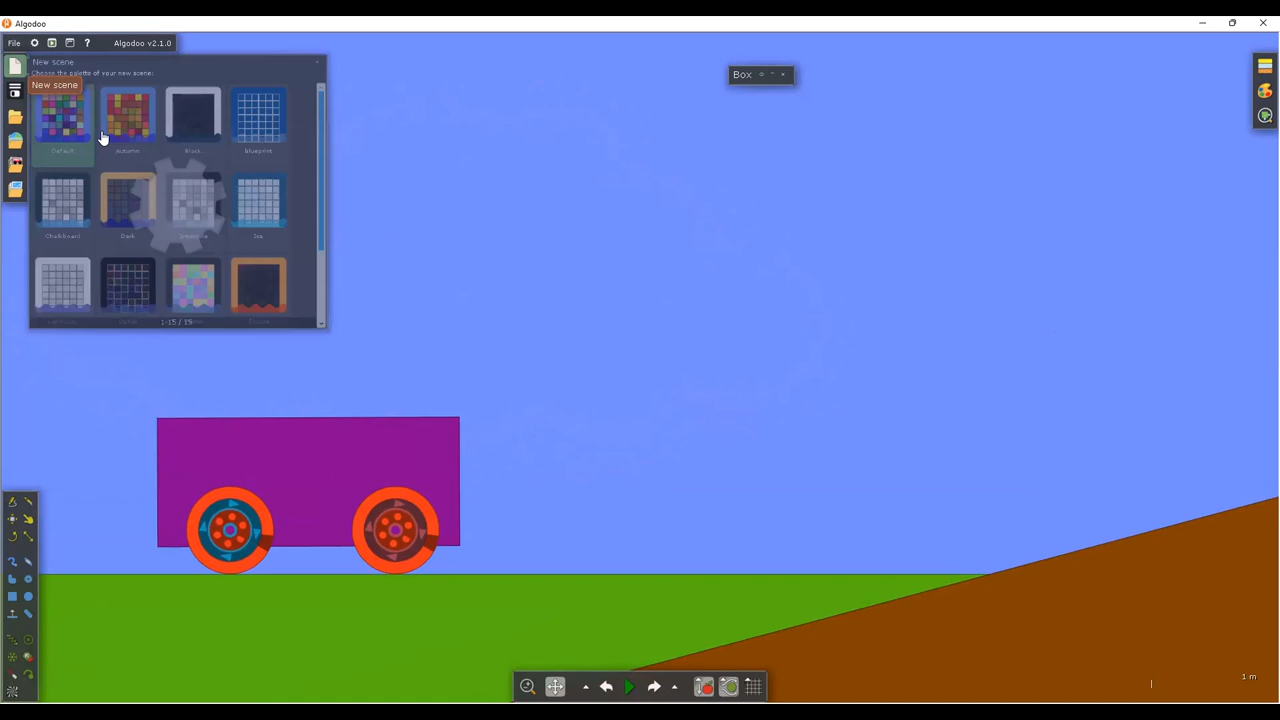 Algodoo
File
? Algodoo v2.1.0
New scene
Choose the palette of your new scene:
New scene
Box
Default
Autumn
Black
blueprint
Chalkboard
Dark
Ice
1-15 / 15
1 m